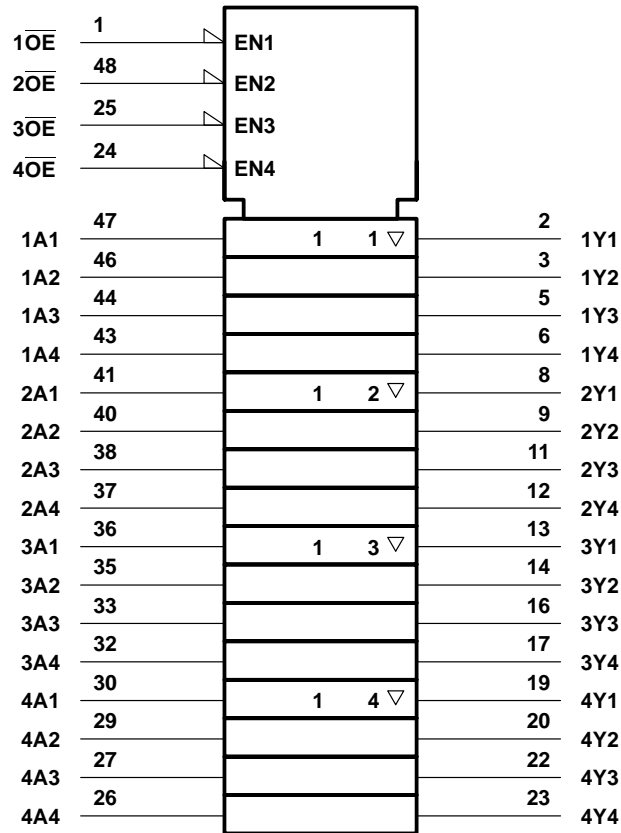 1O̅E̅ 1 EN1
2O̅E̅ 48 EN2
3O̅E̅ 25 EN3
4O̅E̅ 24 EN4
1A1 47 1 1 ▽ 2 1Y1
1A2 46 3 1Y2
1A3 44 5 1Y3
1A4 43 6 1Y4
2A1 41 1 2 ▽ 8 2Y1
2A2 40 9 2Y2
2A3 38 11 2Y3
2A4 37 12 2Y4
3A1 36 1 3 ▽ 13 3Y1
3A2 35 14 3Y2
3A3 33 16 3Y3
3A4 32 17 3Y4
4A1 30 1 4 ▽ 19 4Y1
4A2 29 20 4Y2
4A3 27 22 4Y3
4A4 26 23 4Y4